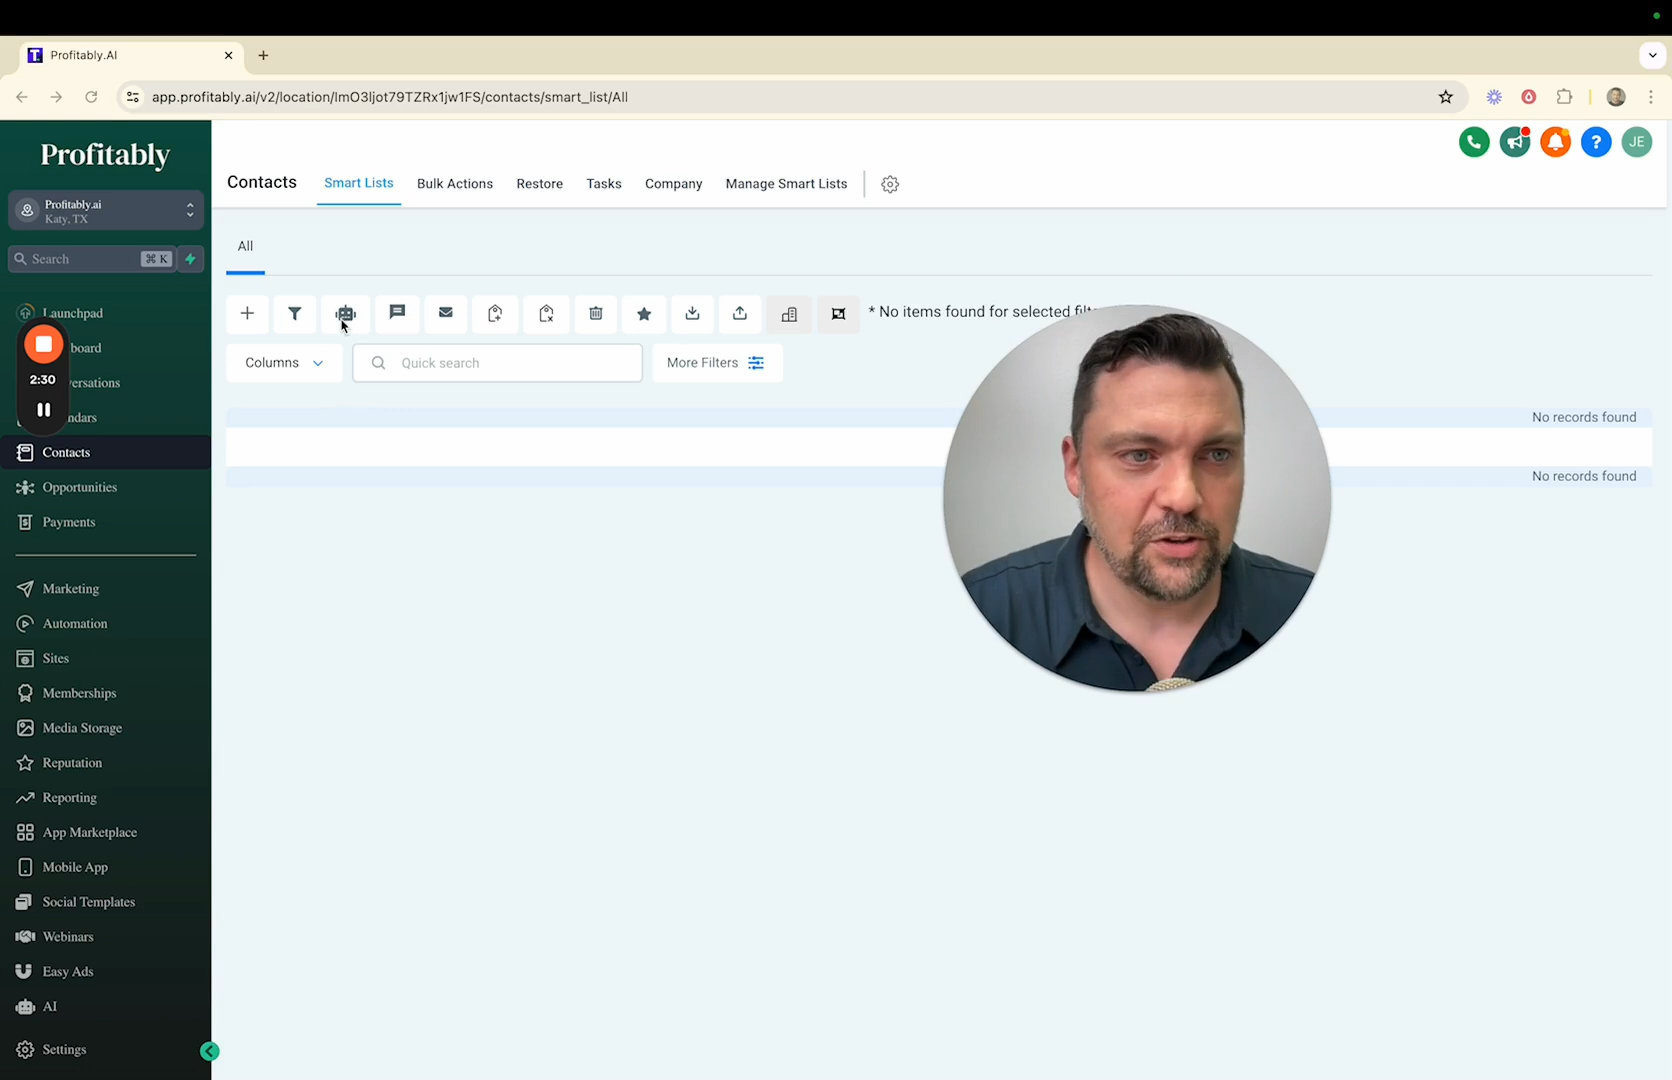 Profitably.AI
app.profitably.ai/v2/location/lmO3ljot79TZRx1jw1FS/contacts/smart_list/All
Profitably
Profitably.ai
Katy, TX
Search ⌘ K
Launchpad
board
2:30
ersations
ndars
Contacts
Opportunities
Payments
Marketing
Automation
Sites
Memberships
Media Storage
Reputation
Reporting
App Marketplace
Mobile App
Social Templates
Webinars
Easy Ads
AI
Settings
JE
Contacts Smart Lists Bulk Actions Restore Tasks Company Manage Smart Lists
All
* No items found for selected filte
Columns Quick search More Filters
No records found
No records found